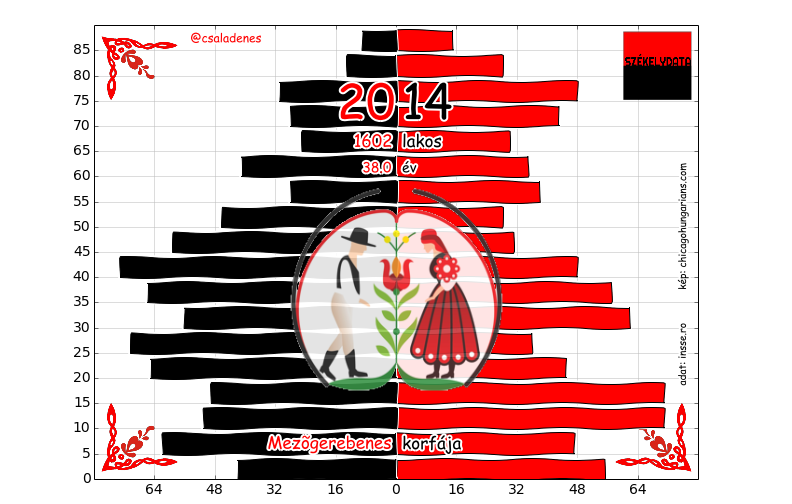 @csaladenes
SZÉKELYDATA
2014
1602 lakos
38.0 év
kép: chicagohungarians.com
adat: insse.ro
Mezõgerebenes korfája
85
80
75
70
65
60
55
50
45
40
35
30
25
20
15
10
5
0
64 48 32 16 0 16 32 48 64